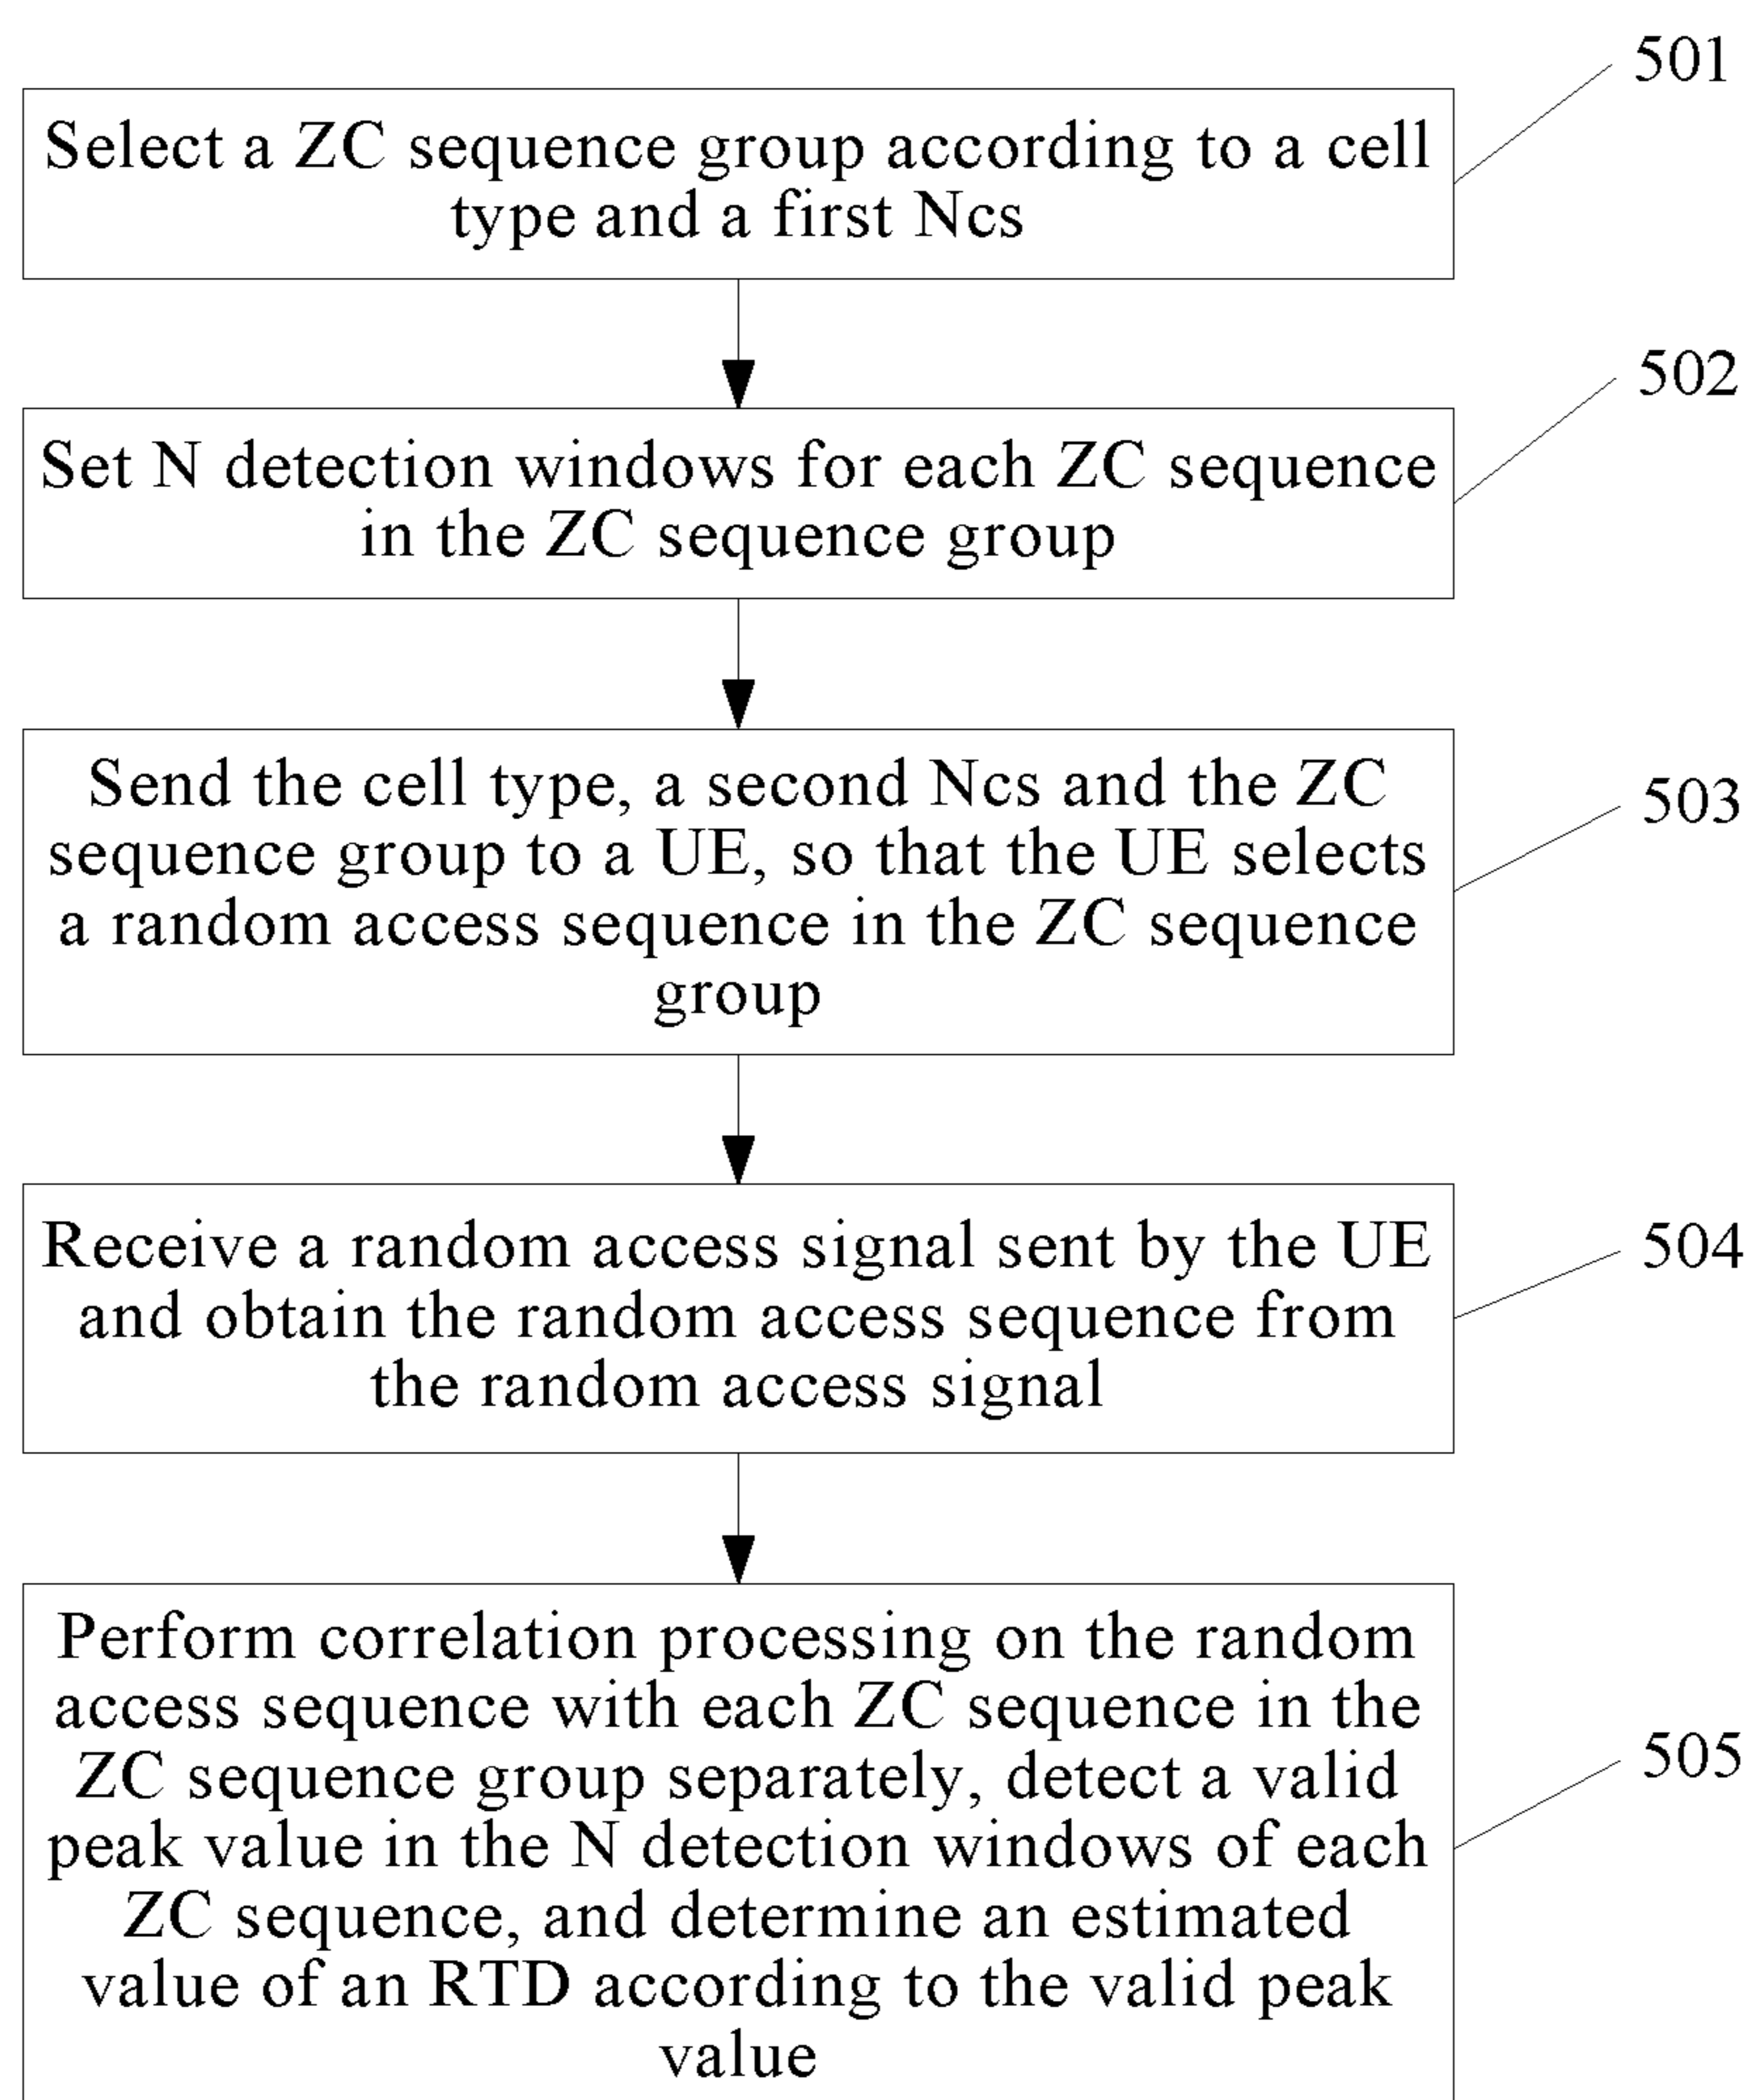 501
Select a ZC sequence group according to a cell
type and a first Ncs
502
Set N detection windows for each ZC sequence
in the ZC sequence group
Send the cell type, a second Ncs and the ZC
503
sequence group to a UE, so that the UE selects
a random access sequence in the ZC sequence
group
Receive a random access signal sent by the UE
504
and obtain the random access sequence from
the random access signal
Perform correlation processing on the random
access sequence with each ZC sequence in the
505
ZC sequence group separately, detect a valid
peak value in the N detection windows of each
ZC sequence, and determine an estimated
value of an RTD according to the valid peak
value